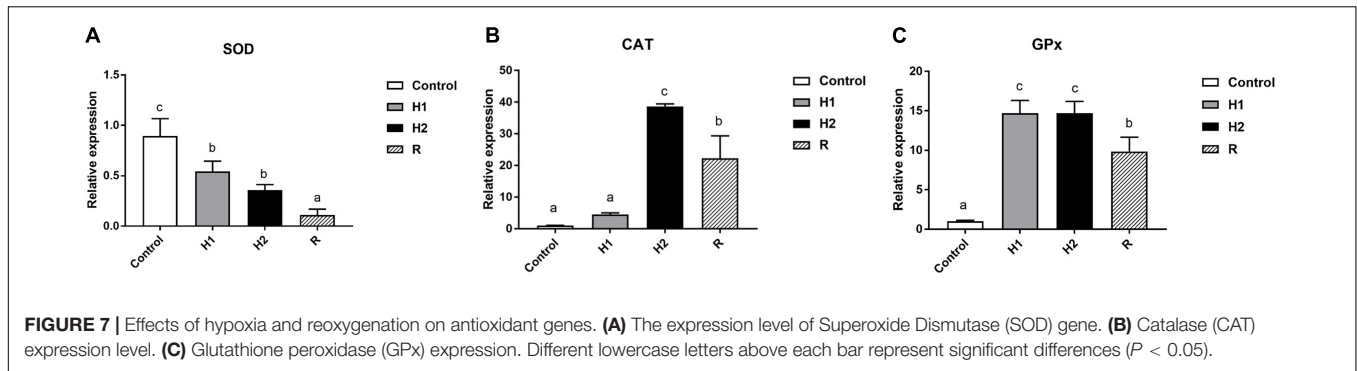 A
SOD
Relative expression
1.5
1.0
0.5
0.0
c
b
b
a
Control
H1
H2
R
Control
H1
H2
R
B
CAT
Relative expression
50
40
30
20
10
0
a
a
c
b
Control
H1
H2
R
Control
H1
H2
R
C
GPx
Relative expression
20
15
10
5
0
a
c
c
b
Control
H1
H2
R
Control
H1
H2
R
FIGURE 7 | Effects of hypoxia and reoxygenation on antioxidant genes. (A) The expression level of Superoxide Dismutase (SOD) gene. (B) Catalase (CAT)
expression level. (C) Glutathione peroxidase (GPx) expression. Different lowercase letters above each bar represent significant differences (P < 0.05).